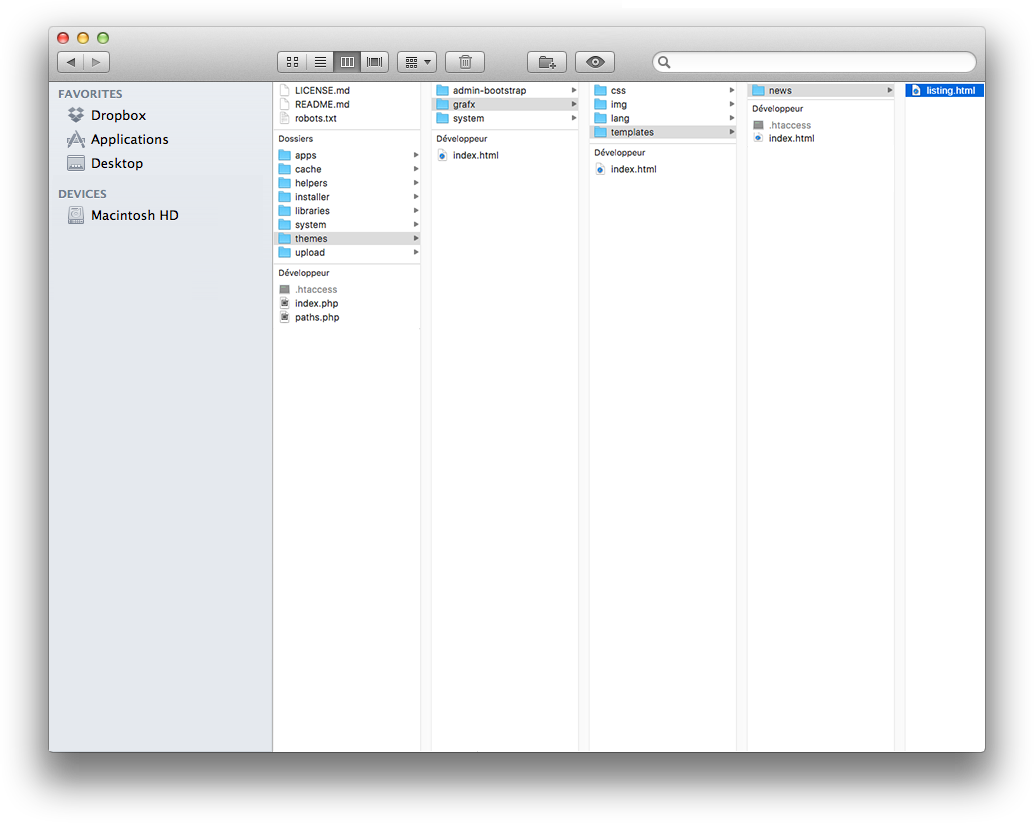 FAVORITES
Dropbox
Applications
Desktop
DEVICES
Macintosh HD
LICENSE.md
README.md
robots.txt
Dossiers
apps
cache
helpers
installer
libraries
system
themes
upload
Développeur
.htaccess
index.php
paths.php
admin-bootstrap
grafx
system
Développeur
index.html
css
img
lang
templates
Développeur
index.html
news
Développeur
.htaccess
index.html
listing.html